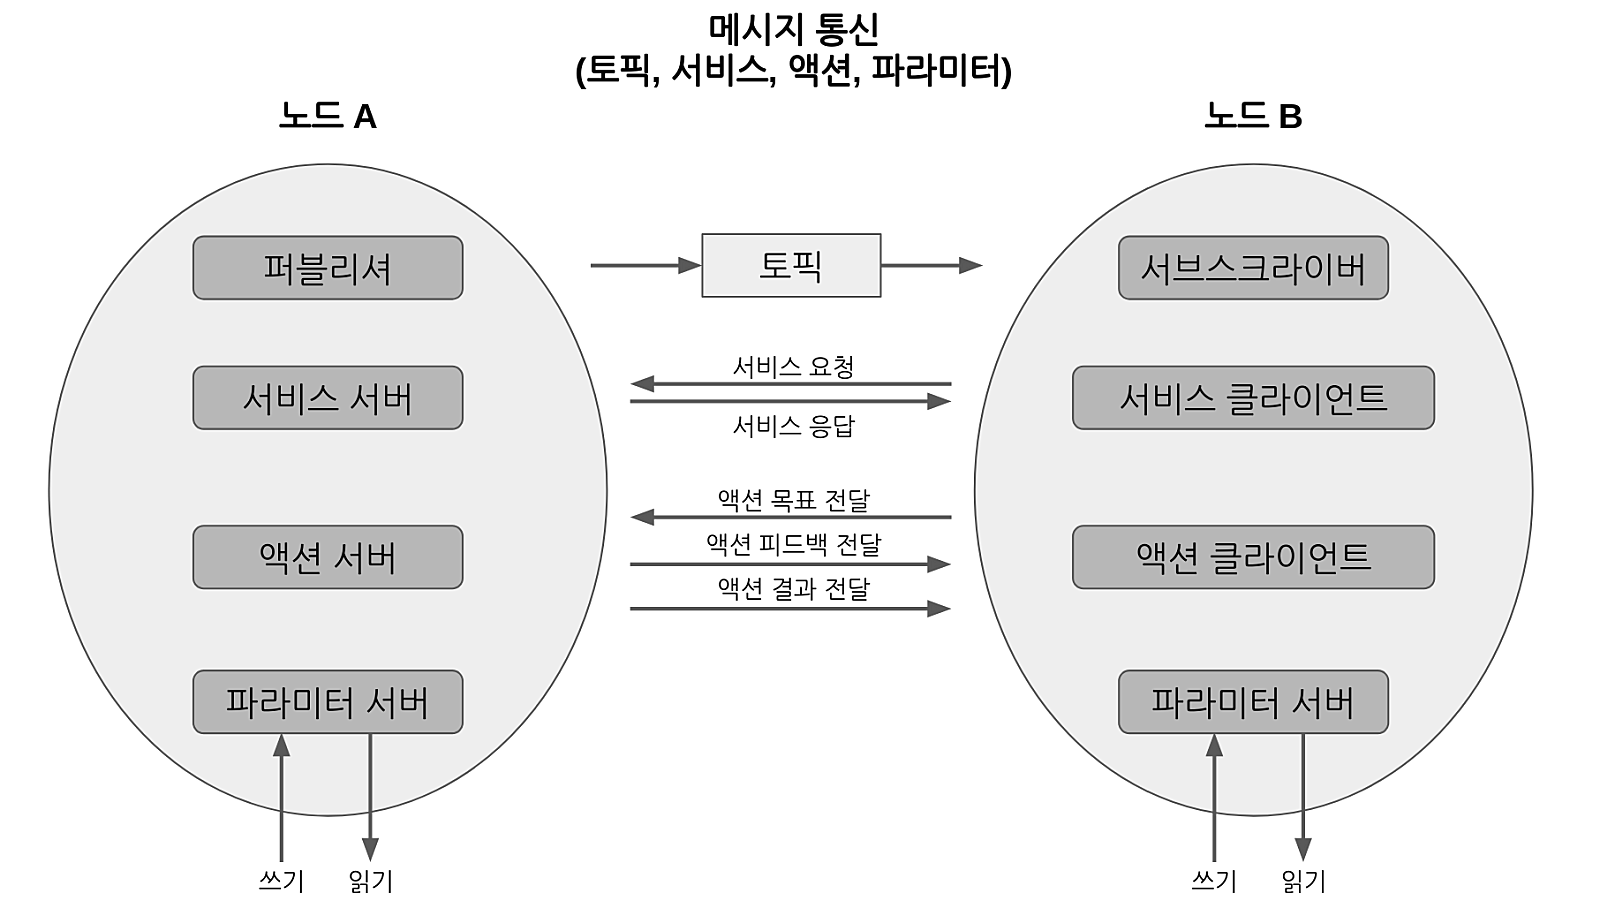 메시지 통신
(토픽, 서비스, 액션, 파라미터)
노드 A
노드 B
퍼블리셔
토픽
서브스크라이버
서비스 요청
서비스 서버
서비스 클라이언트
서비스 응답
액션 목표 전달
액션 서버
액션 피드백 전달
액션 클라이언트
액션 결과 전달
파라미터 서버
파라미터 서버
쓰기
읽기
쓰기
읽기